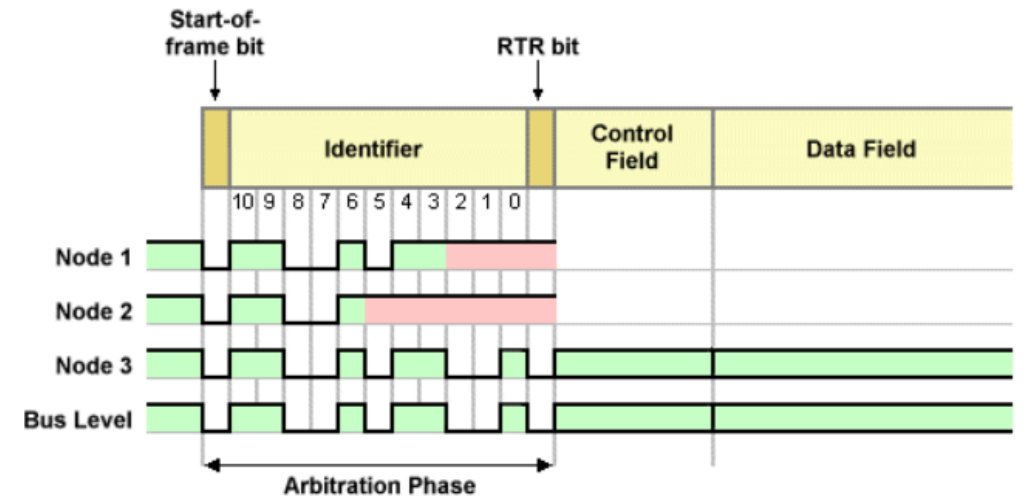 Start-of-
frame bit
RTR bit
Identifier
Control
Field
Data Field
10 9 8 7 6 5 4 3 2 1 0
Node 1
Node 2
Node 3
Bus Level
Arbitration Phase